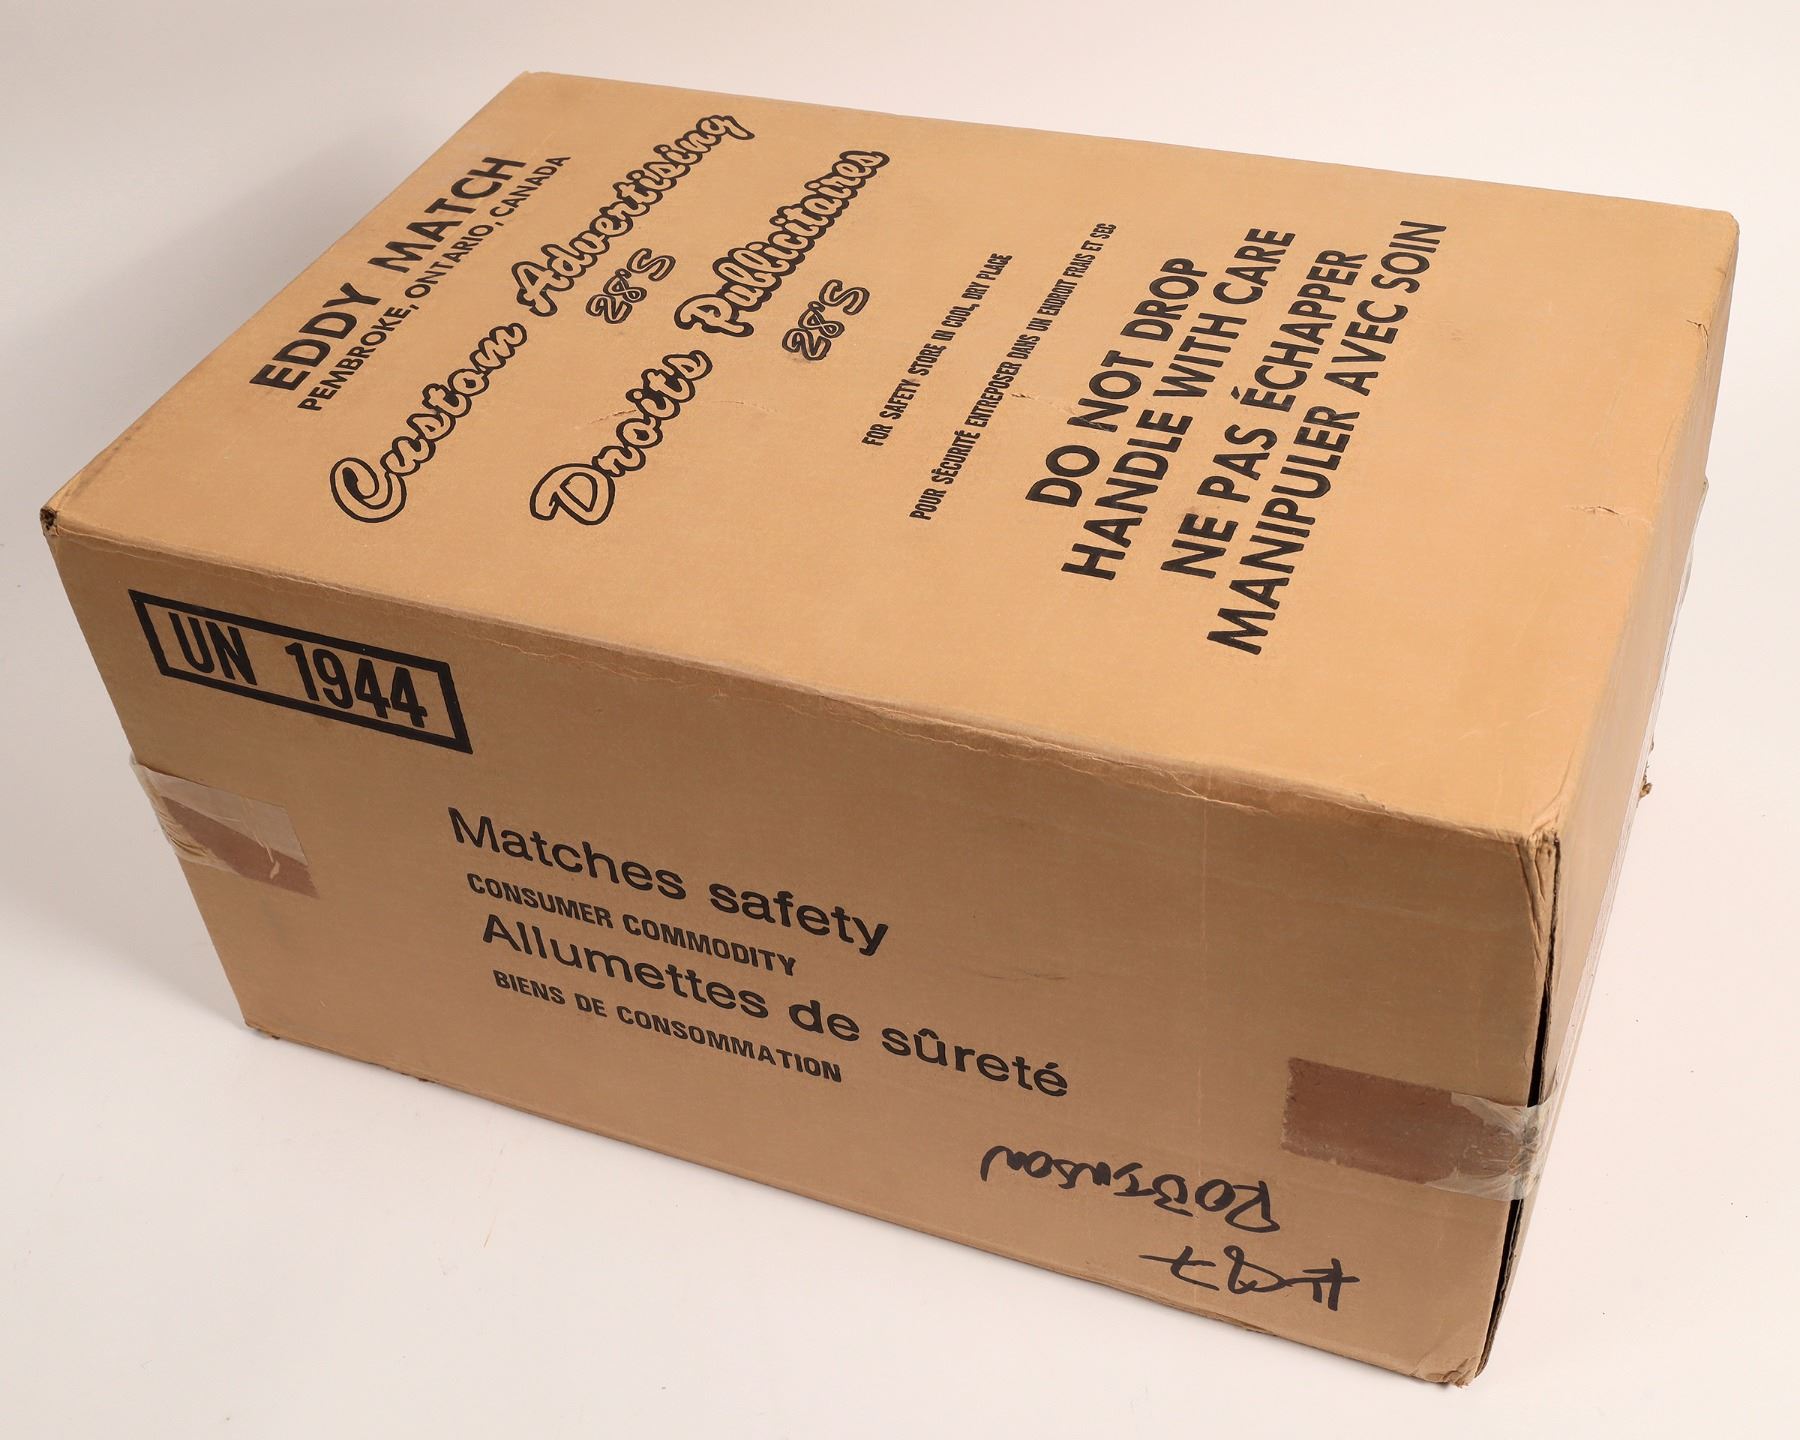 EDDY MATCH
PEMBROKE, ONTARIO, CANADA
Custom Advertising
28'S
Droits Publicitaires
28'S
FOR SAFETY STORE IN COOL, DRY PLACE
POUR SÉCURITÉ ENTREPOSER DANS UN ENDROIT FRAIS ET SEC
DO NOT DROP
HANDLE WITH CARE
NE PAS ÉCHAPPER
MANIPULER AVEC SOIN
UN 1944
Matches safety
CONSUMER COMMODITY
Allumettes de sûreté
BIENS DE CONSOMMATION
#97
ROBINSON